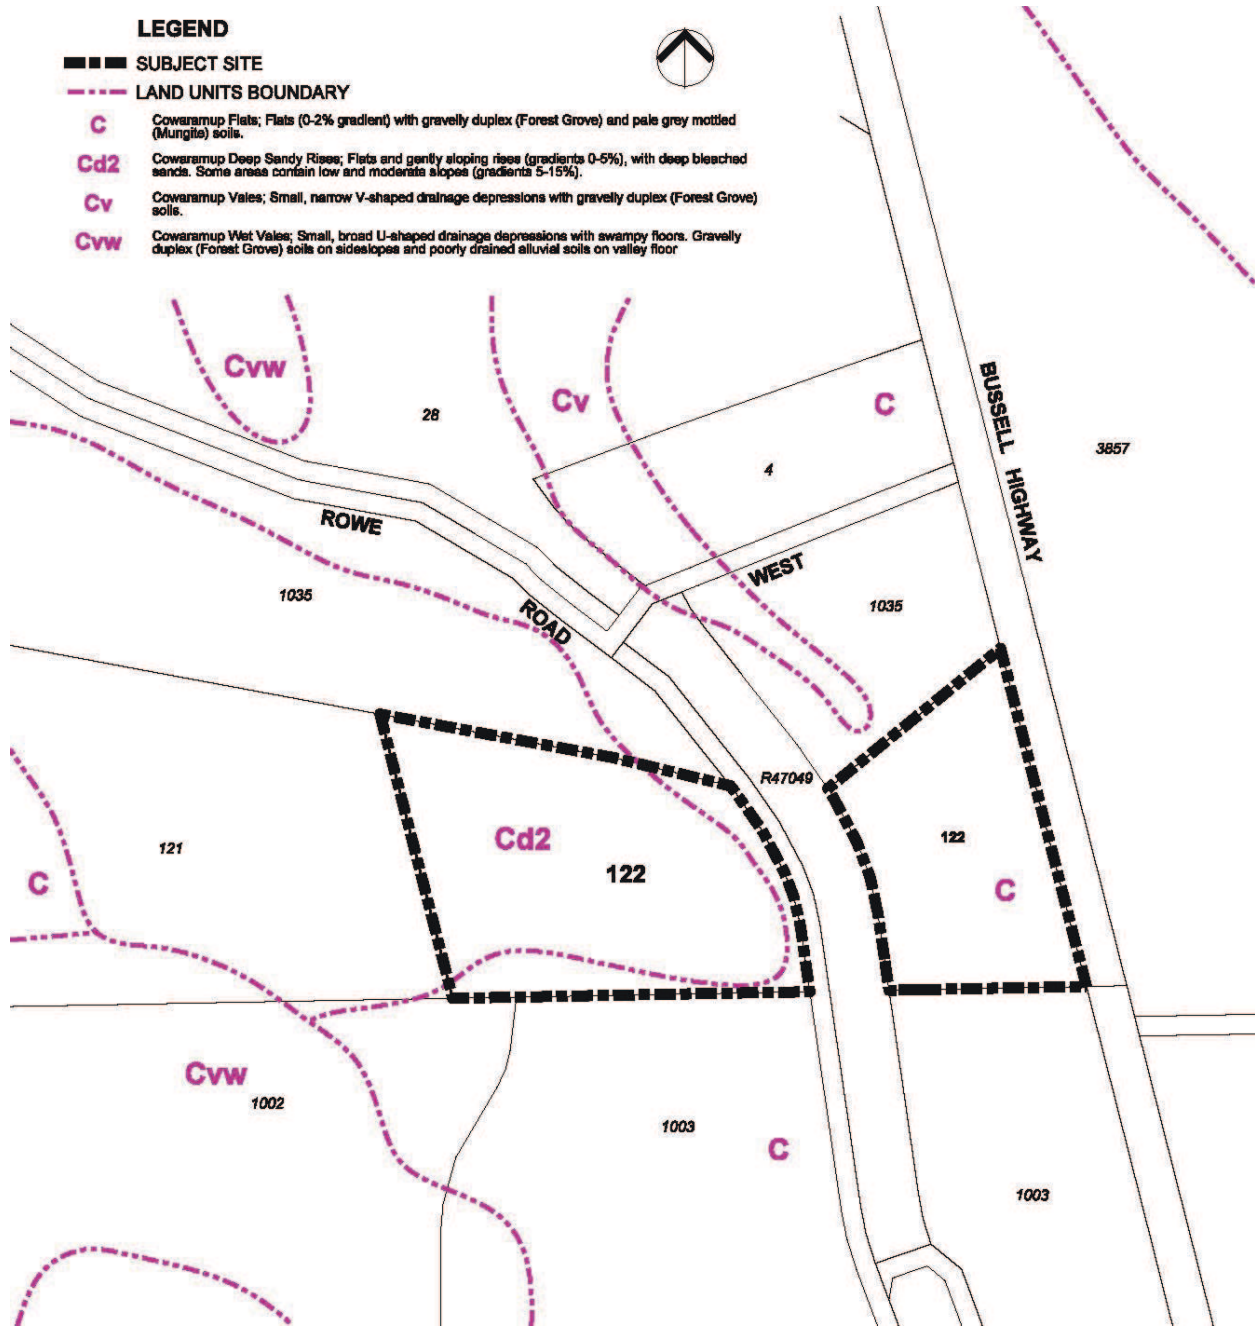 LEGEND
SUBJECT SITE
LAND UNITS BOUNDARY
C Cowaramup Flats; Flats (0-2% gradient) with gravelly duplex (Forest Grove) and pale grey mottled
(Mungite) soils.
Cd2 Cowaramup Deep Sandy Rises; Flats and gently sloping rises (gradients 0-5%), with deep bleached
sands. Some areas contain low and moderate slopes (gradients 5-15%).
Cv Cowaramup Vales; Small, narrow V-shaped drainage depressions with gravelly duplex (Forest Grove)
soils.
Cvw Cowaramup Wet Vales; Small, broad U-shaped drainage depressions with swampy floors. Gravelly
duplex (Forest Grove) soils on sideslopes and poorly drained alluvial soils on valley floor
Cvw
28
Cv
C
4
BUSSELL HIGHWAY
3857
ROWE
ROAD
WEST
1035
1035
R47049
121
Cd2
122
122
C
C
Cvw
1002
1003
C
1003